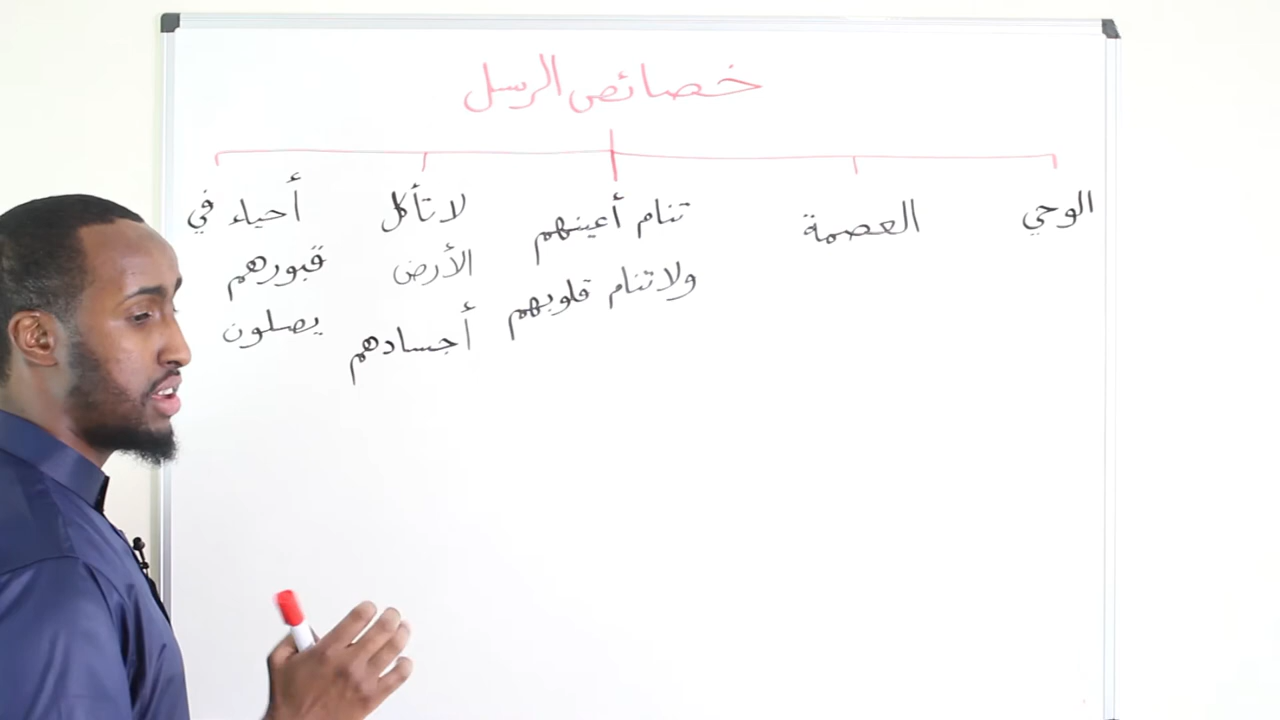 خصائص الرسل
الوحي
العصمة
تنام أعينهم
ولا تنام قلوبهم
لا تأكل
الأرض
أجسادهم
أحياء في
قبورهم
يصلون